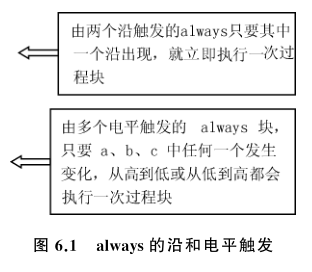 由两个沿触发的always只要其中
一个沿出现，就立即执行一次过
程块
由多个电平触发的 always 块，
只要 a、b、c 中任何一个发生
变化，从高到低或从低到高都会
执行一次过程块
图 6.1 always 的沿和电平触发